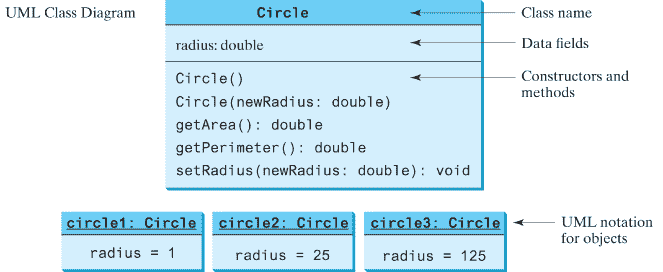 UML Class Diagram
Circle
Class name
radius: double
Data fields
Circle()
Circle(newRadius: double)
getArea(): double
getPerimeter(): double
setRadius(newRadius: double): void
Constructors and
methods
circle1: Circle
radius = 1
circle2: Circle
radius = 25
circle3: Circle
radius = 125
UML notation
for objects